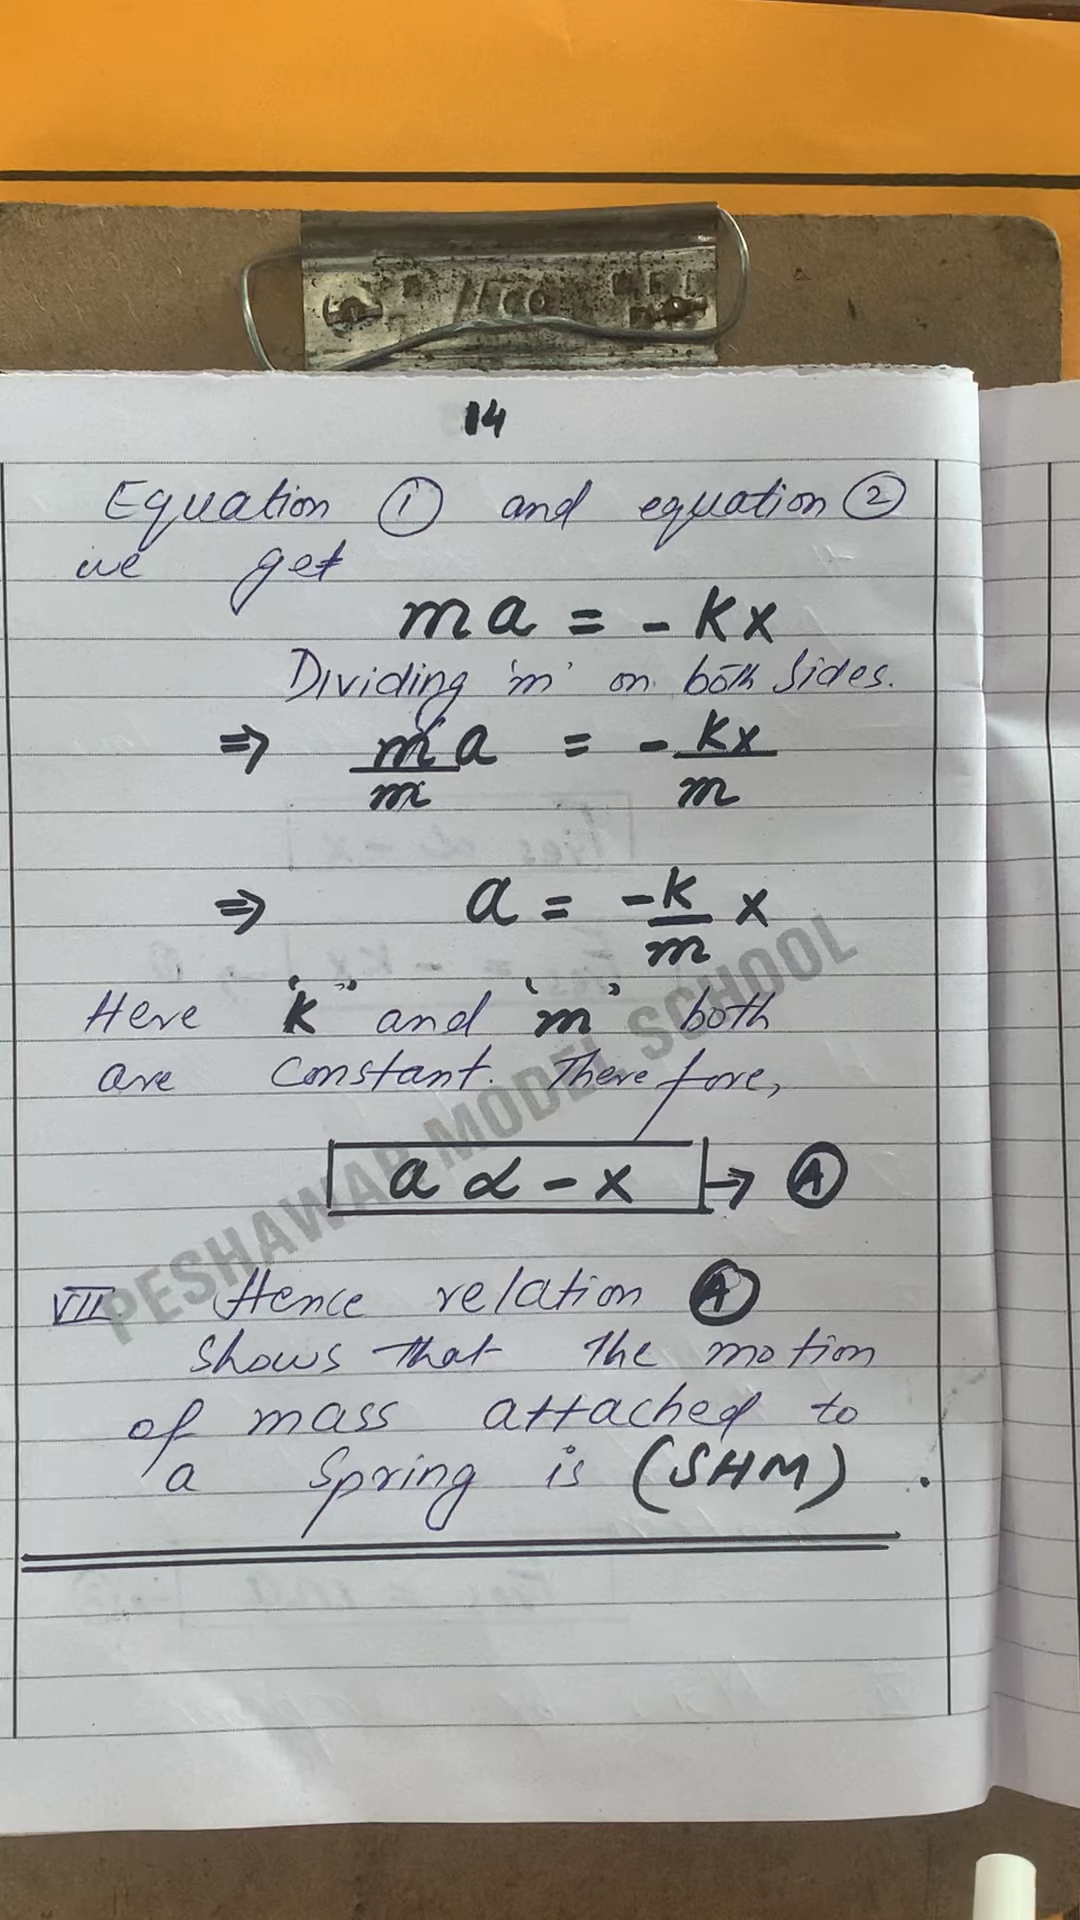 14
Equation ① and equation ②
we get
ma = - Kx
Dividing 'm' on both sides.
⇒ ma/m = - Kx/m
⇒ a = -K/m x
Here 'K' and 'm' both
are constant. Therefore,
a ∝ - x → Ⓐ
VII. Hence relation Ⓐ
shows that the motion
of mass attached to
a spring is (SHM).
PESHAWAR MODEL SCHOOL